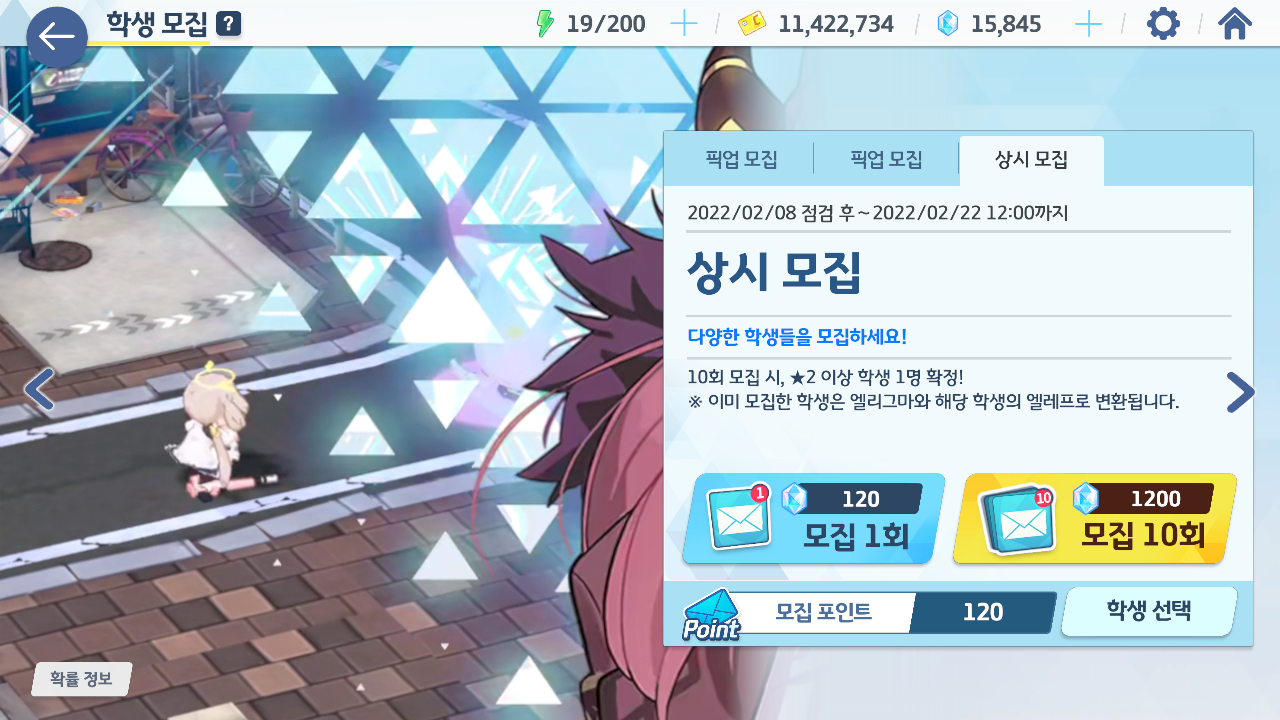 학생 모집 ?
19/200
11,422,734
15,845
픽업 모집
픽업 모집
상시 모집
2022/02/08 점검 후 ~ 2022/02/22 12:00까지
상시 모집
다양한 학생들을 모집하세요!
10회 모집 시, ★2 이상 학생 1명 확정!
※ 이미 모집한 학생은 엘리그마와 해당 학생의 엘레프로 변환됩니다.
1
120
모집 1회
10
1200
모집 10회
Point
모집 포인트
120
학생 선택
확률 정보